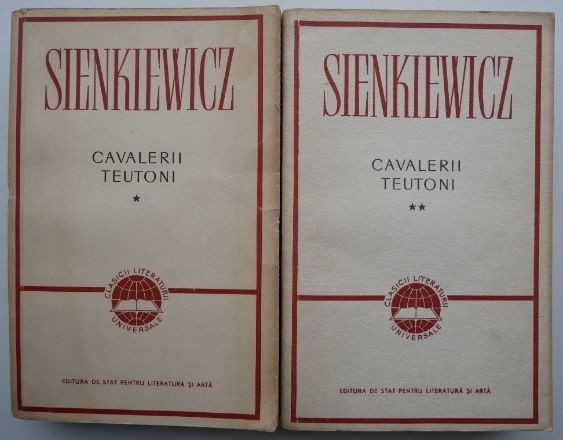 SIENKIEWICZ
CAVALERII
TEUTONI
★
CLASICII LITERATURII
UNIVERSALE
EDITURA DE STAT PENTRU LITERATURĂ ȘI ARTĂ
SIENKIEWICZ
CAVALERII
TEUTONI
★★
CLASICII LITERATURII
UNIVERSALE
EDITURA DE STAT PENTRU LITERATURĂ ȘI ARTĂ